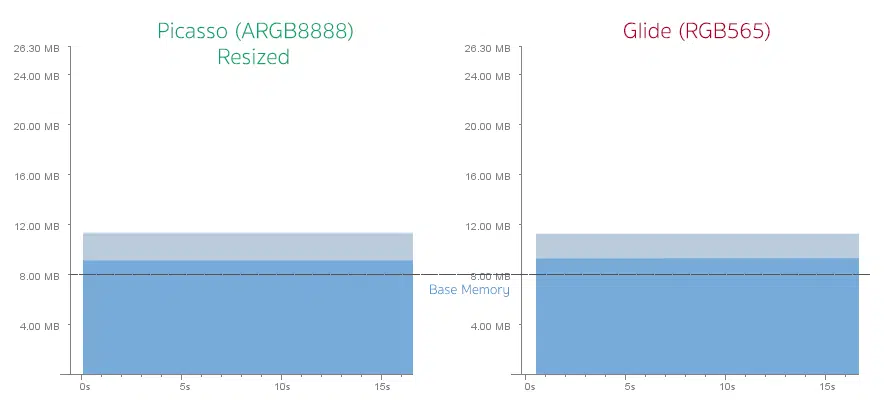 Picasso (ARGB8888)
Resized
26.30 MB
24.00 MB
20.00 MB
16.00 MB
12.00 MB
8.00 MB
4.00 MB
0s 5s 10s 15s
Glide (RGB565)
26.30 MB
24.00 MB
20.00 MB
16.00 MB
12.00 MB
8.00 MB
Base Memory
4.00 MB
0s 5s 10s 15s